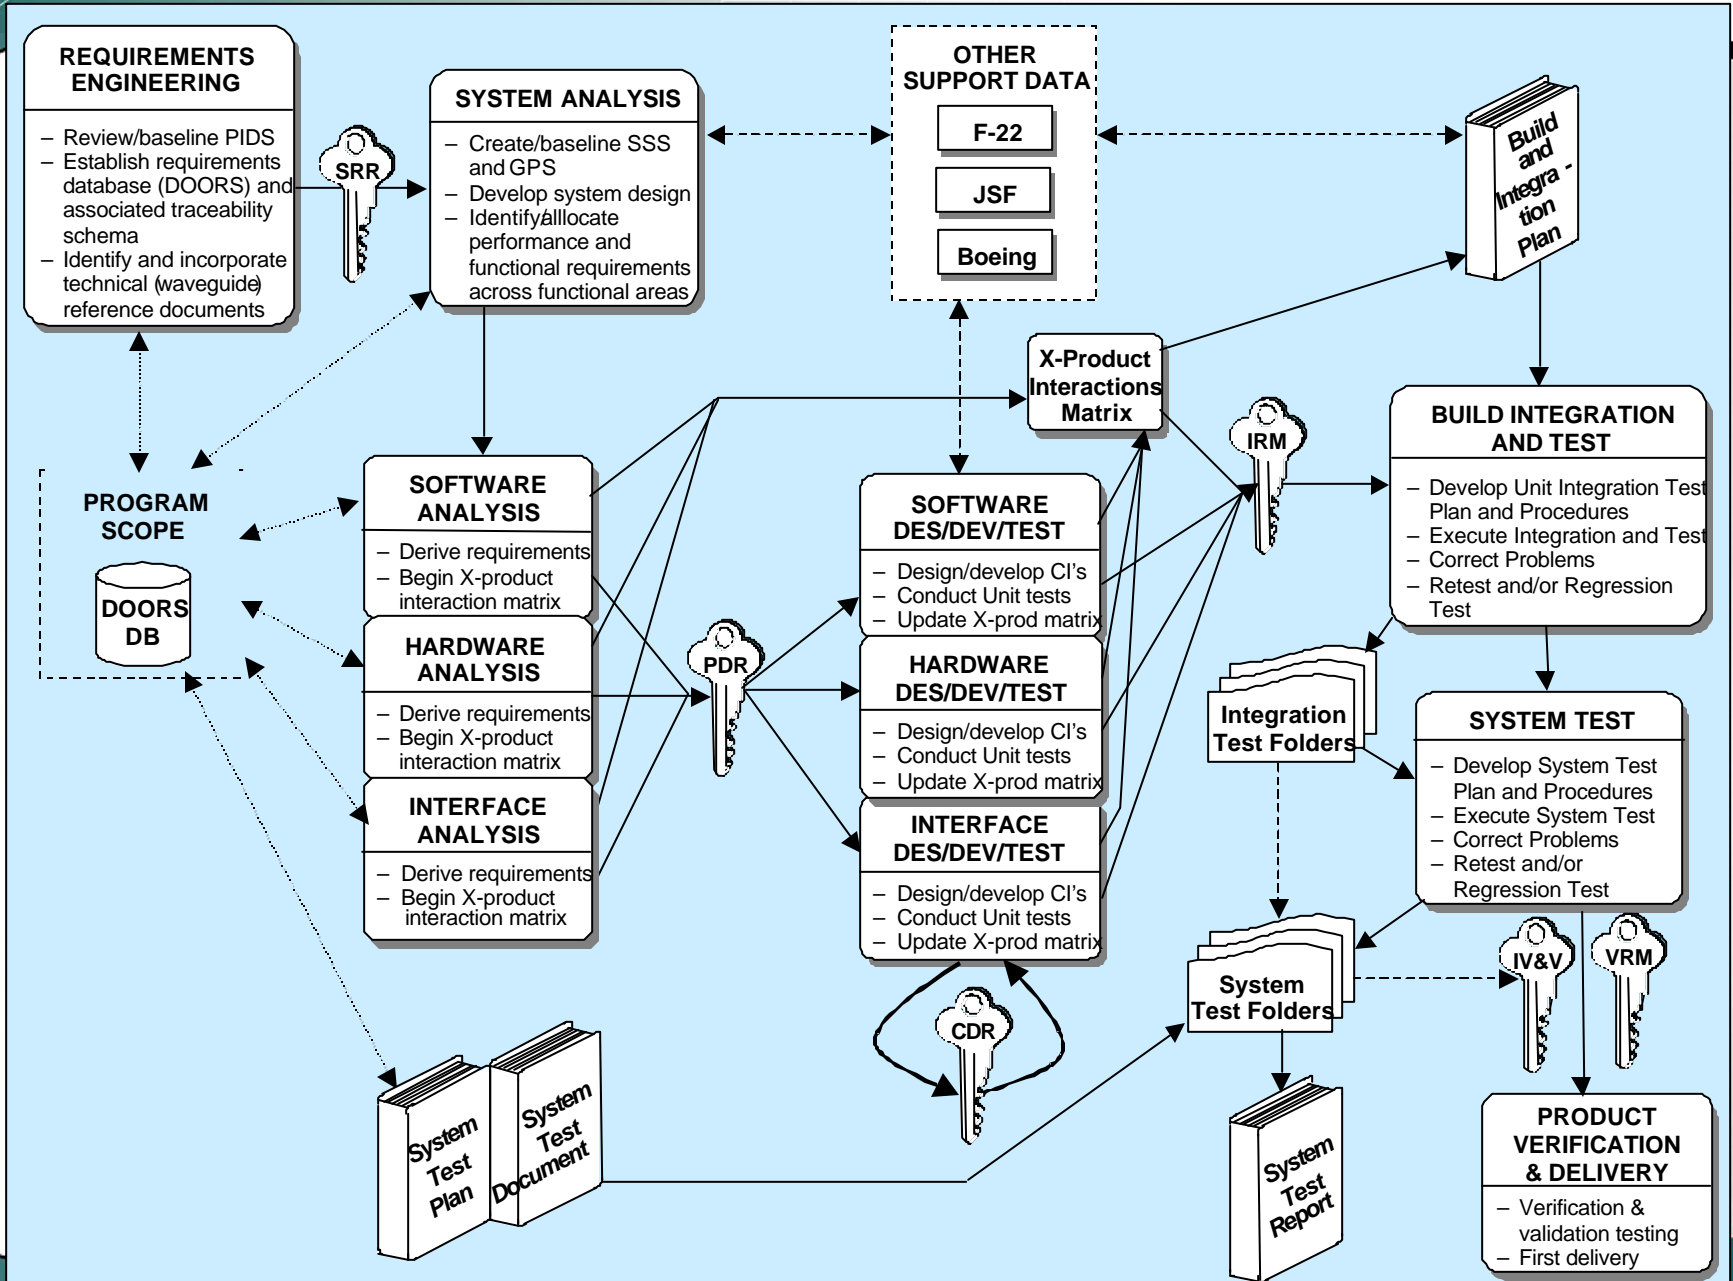 REQUIREMENTS
ENGINEERING
– Review/baseline PIDS
– Establish requirements
database (DOORS) and
associated traceability
schema
– Identify and incorporate
technical (waveguide)
reference documents
SRR
SYSTEM ANALYSIS
– Create/baseline SSS
and GPS
– Develop system design
– Identify/alllocate
performance and
functional requirements
across functional areas
OTHER
SUPPORT DATA
F-22
JSF
Boeing
Build
and
Integra -
tion
Plan
X-Product
Interactions
Matrix
IRM
BUILD INTEGRATION
AND TEST
– Develop Unit Integration Test
Plan and Procedures
– Execute Integration and Test
– Correct Problems
– Retest and/or Regression
Test
PROGRAM
SCOPE
DOORS
DB
SOFTWARE
ANALYSIS
– Derive requirements
– Begin X-product
interaction matrix
HARDWARE
ANALYSIS
– Derive requirements
– Begin X-product
interaction matrix
INTERFACE
ANALYSIS
– Derive requirements
– Begin X-product
interaction matrix
PDR
SOFTWARE
DES/DEV/TEST
– Design/develop CI's
– Conduct Unit tests
– Update X-prod matrix
HARDWARE
DES/DEV/TEST
– Design/develop CI's
– Conduct Unit tests
– Update X-prod matrix
INTERFACE
DES/DEV/TEST
– Design/develop CI's
– Conduct Unit tests
– Update X-prod matrix
CDR
Integration
Test Folders
SYSTEM TEST
– Develop System Test
Plan and Procedures
– Execute System Test
– Correct Problems
– Retest and/or
Regression Test
System
Test Folders
IV&V
VRM
System
Test
Plan
System
Test
Document
System
Test
Report
PRODUCT
VERIFICATION
& DELIVERY
– Verification &
validation testing
– First delivery